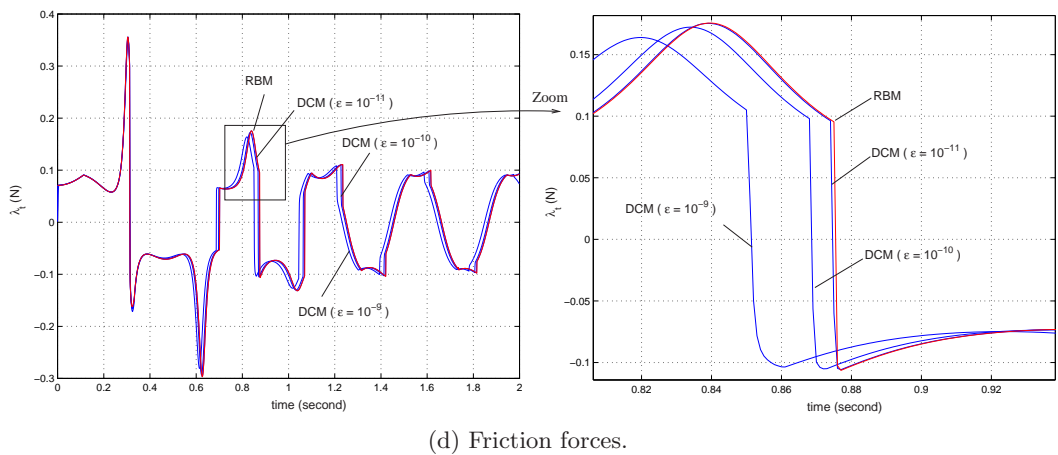 0.4
0.3
0.2
0.1
0
−0.1
−0.2
−0.3
λt (N)
0 0.2 0.4 0.6 0.8 1 1.2 1.4 1.6 1.8 2
time (second)
RBM
DCM ( ε = 10−11)
DCM ( ε = 10−10)
DCM ( ε = 10−9)
Zoom
0.15
0.1
0.05
0
−0.05
−0.1
λt (N)
0.82 0.84 0.86 0.88 0.9 0.92
time (second)
RBM
DCM ( ε = 10−11)
DCM ( ε = 10−9)
DCM ( ε = 10−10)
(d) Friction forces.